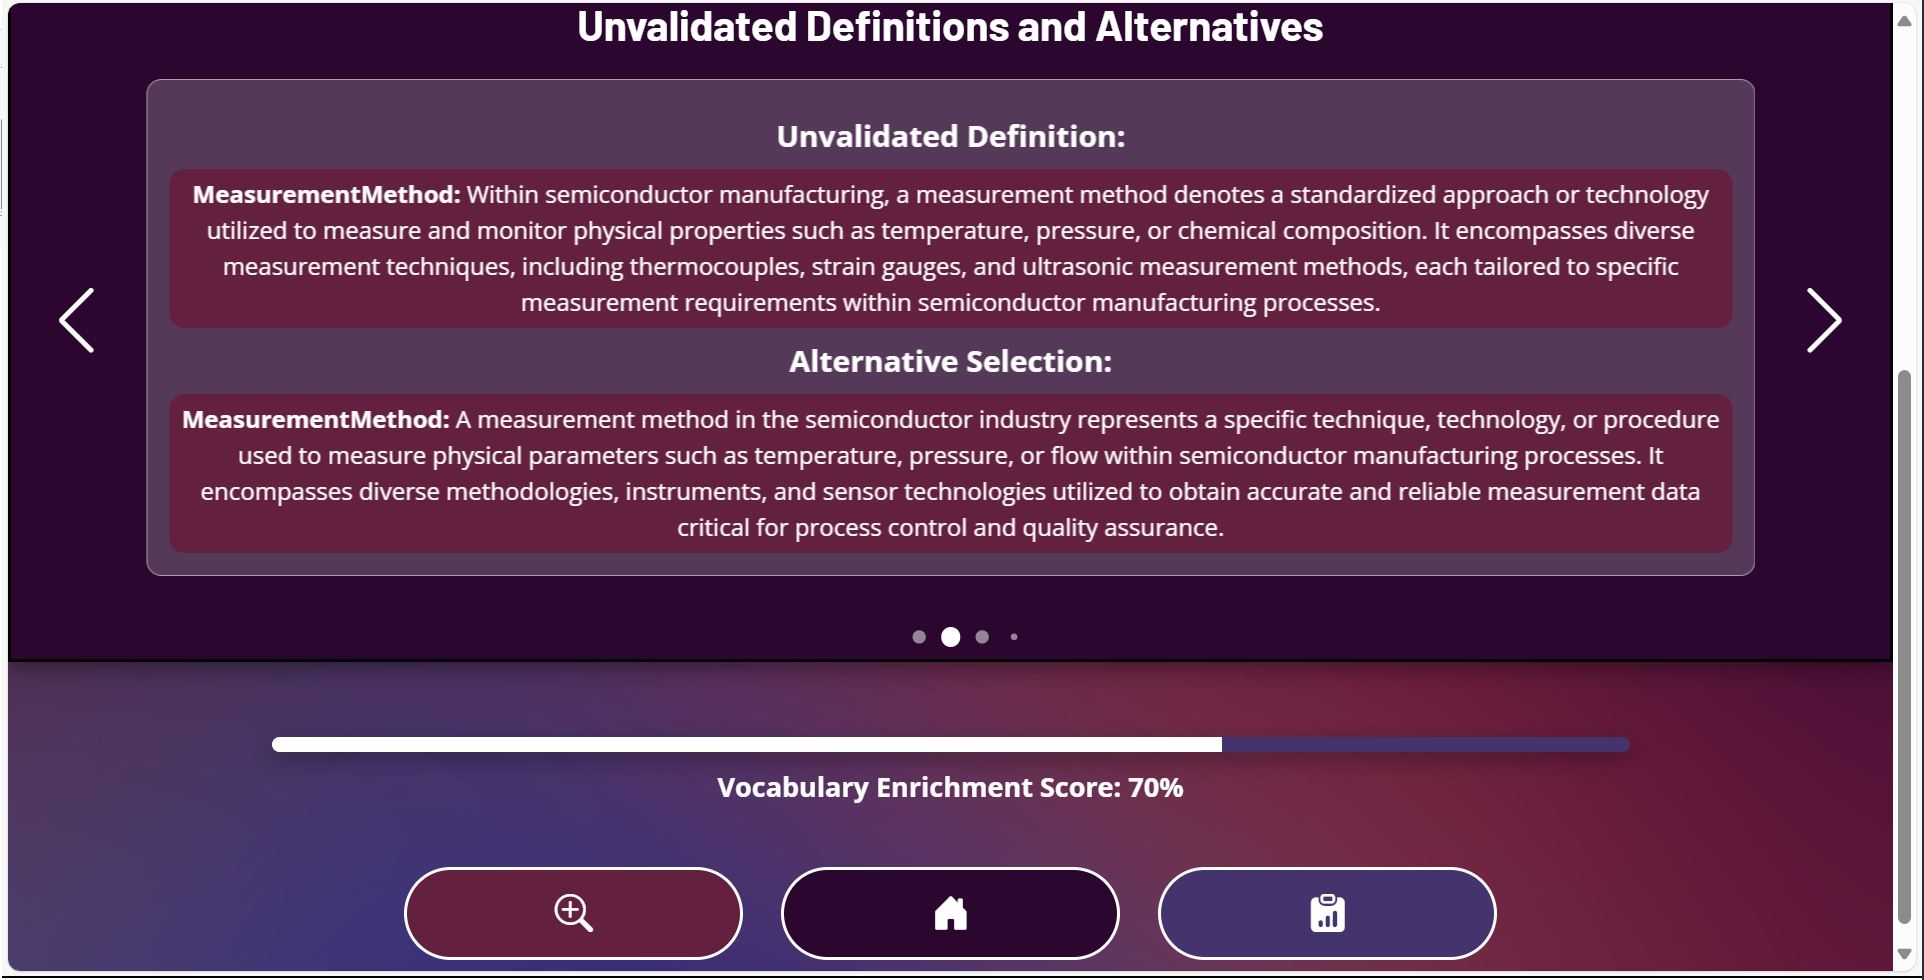 Unvalidated Definitions and Alternatives
Unvalidated Definition:
MeasurementMethod: Within semiconductor manufacturing, a measurement method denotes a standardized approach or technology
utilized to measure and monitor physical properties such as temperature, pressure, or chemical composition. It encompasses diverse
measurement techniques, including thermocouples, strain gauges, and ultrasonic measurement methods, each tailored to specific
measurement requirements within semiconductor manufacturing processes.
Alternative Selection:
MeasurementMethod: A measurement method in the semiconductor industry represents a specific technique, technology, or procedure
used to measure physical parameters such as temperature, pressure, or flow within semiconductor manufacturing processes. It
encompasses diverse methodologies, instruments, and sensor technologies utilized to obtain accurate and reliable measurement data
critical for process control and quality assurance.
Vocabulary Enrichment Score: 70%